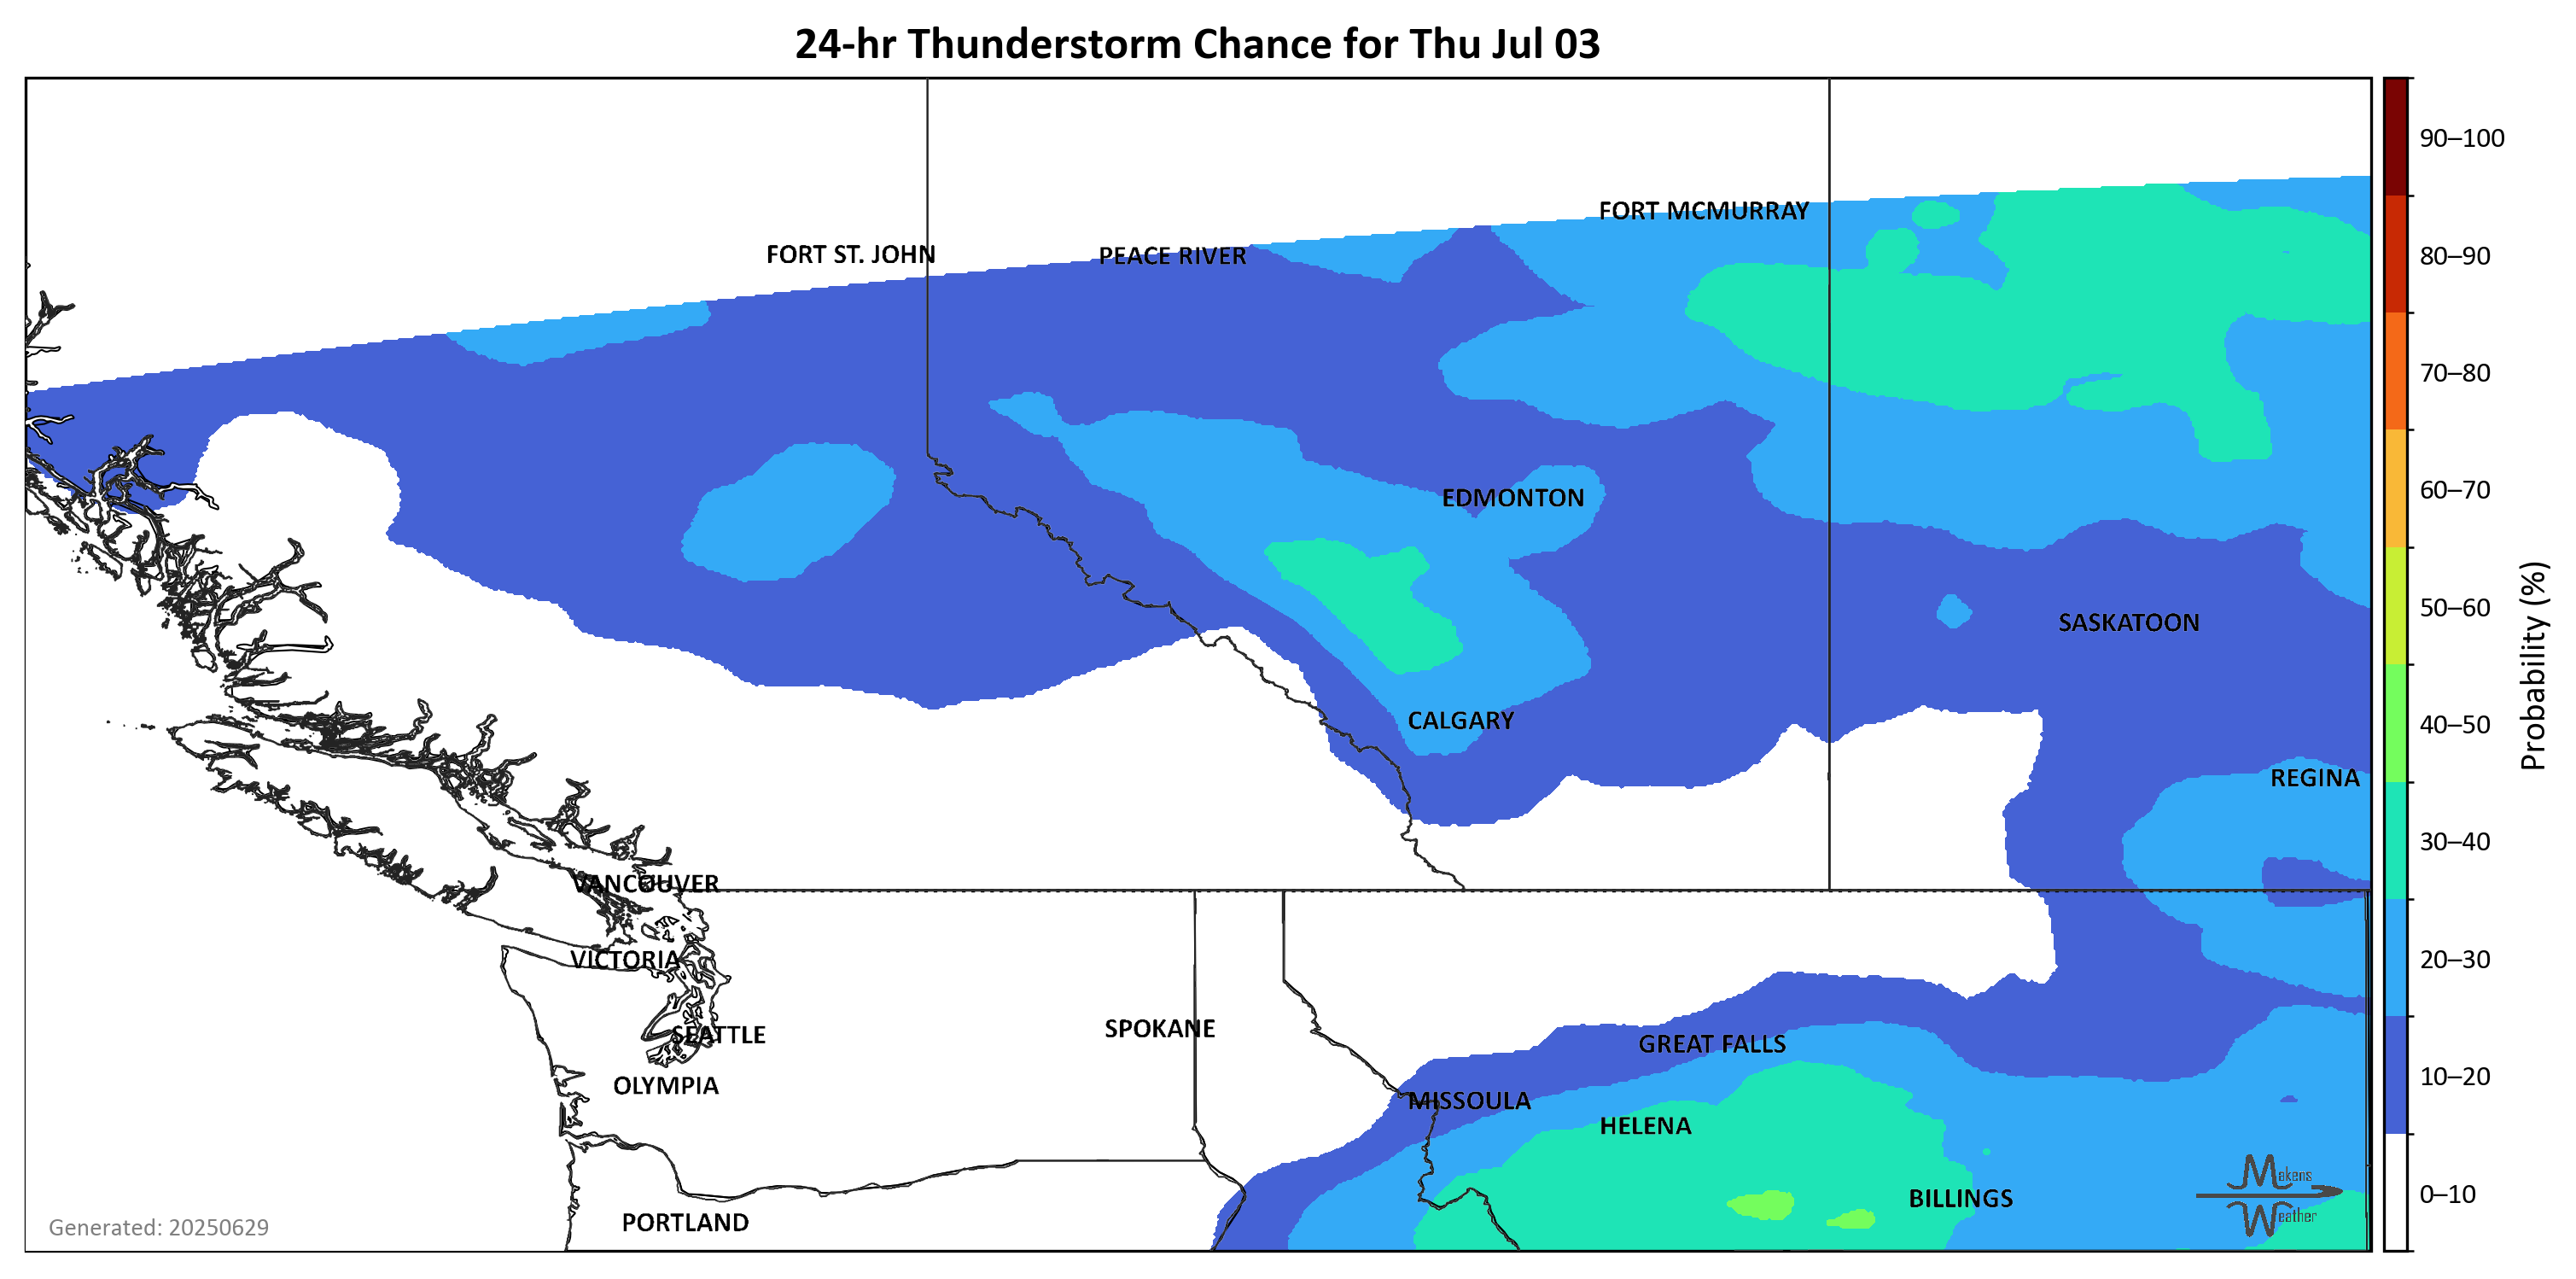 24-hr Thunderstorm Chance for Thu Jul 03
90–100
FORT MCMURRAY
FORT ST. JOHN
PEACE RIVER
80–90
70–80
60–70
EDMONTON
50–60
SASKATOON
Probability (%)
CALGARY
40–50
REGINA
30–40
VANCOUVER
VICTORIA
20–30
SPOKANE
SEATTLE
GREAT FALLS
OLYMPIA
10–20
MISSOULA
HELENA
Makens
Weather
BILLINGS
0–10
PORTLAND
Generated: 20250629